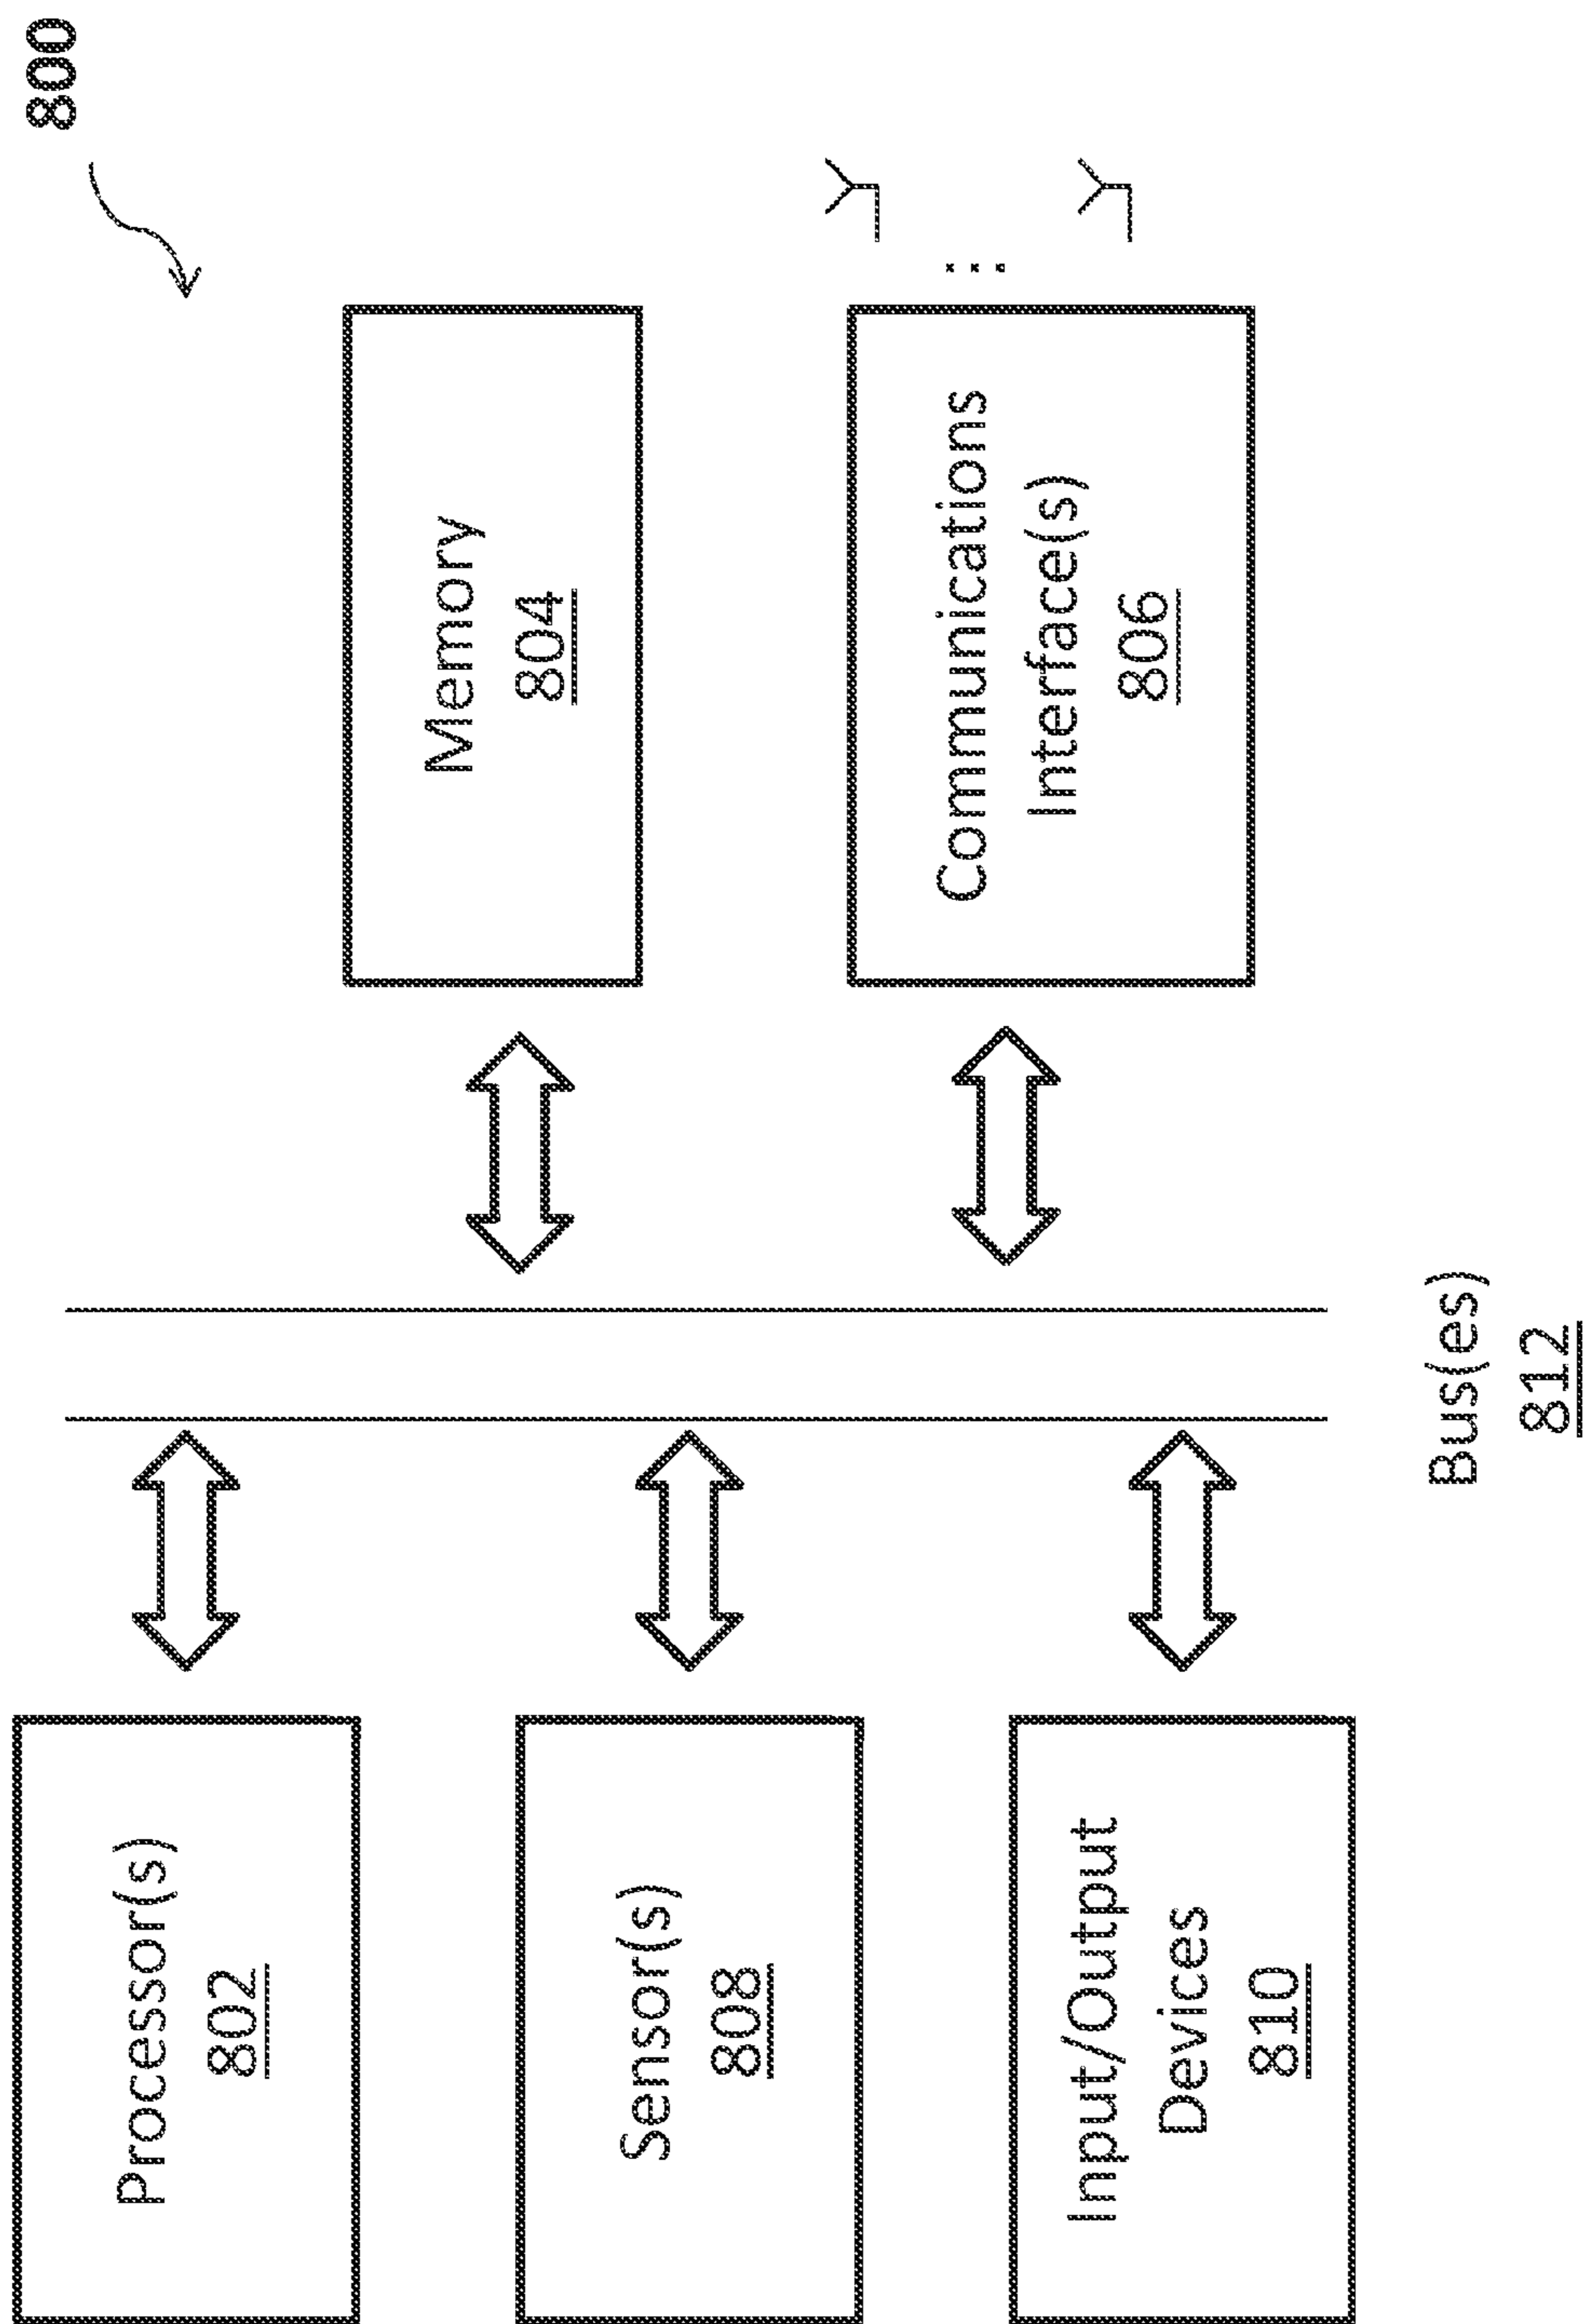 800
Processor(s)
802
Memory
804
Sensor(s)
808
Communications
Interface(s)
806
Input/Output
Devices
810
Bus(es)
812